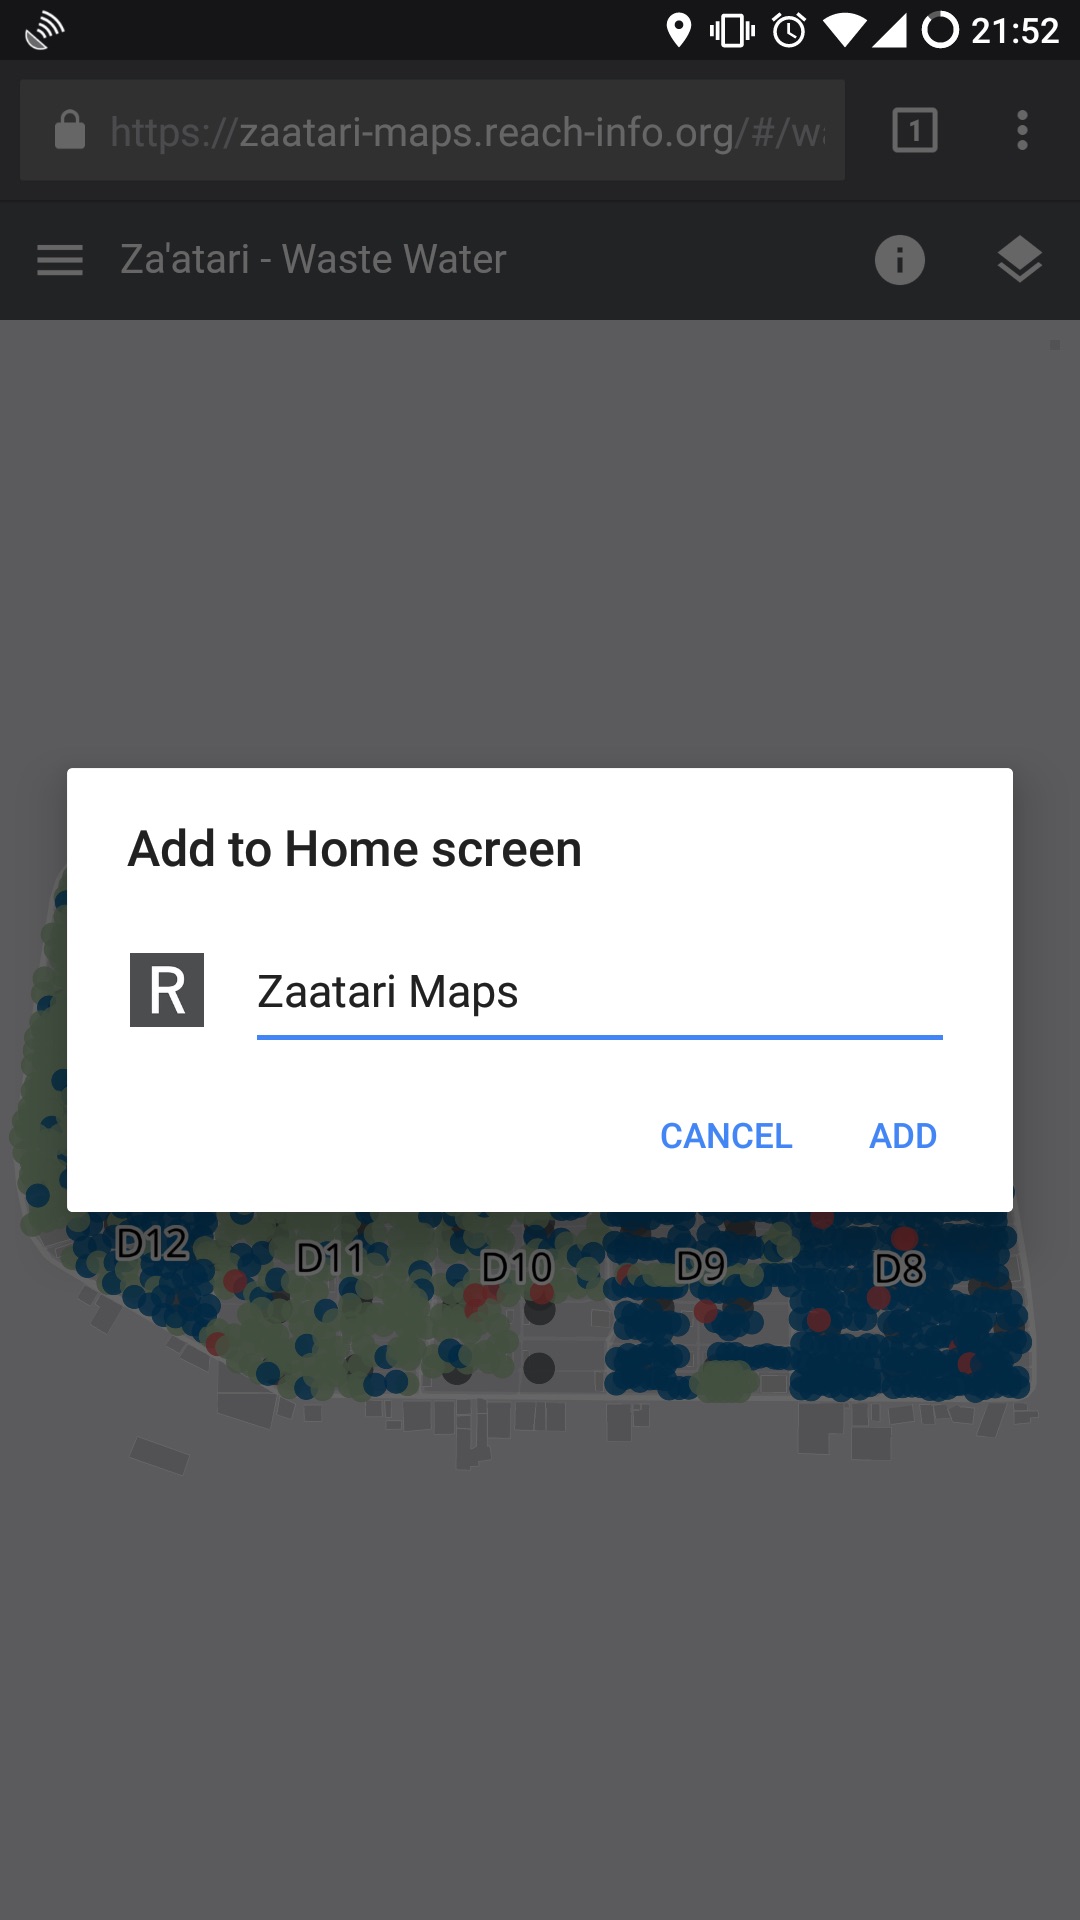 21:52
https://zaatari-maps.reach-info.org/#/wa
1
Za'atari - Waste Water
Add to Home screen
R
Zaatari Maps
CANCEL ADD
D12
D11
D10
D9
D8